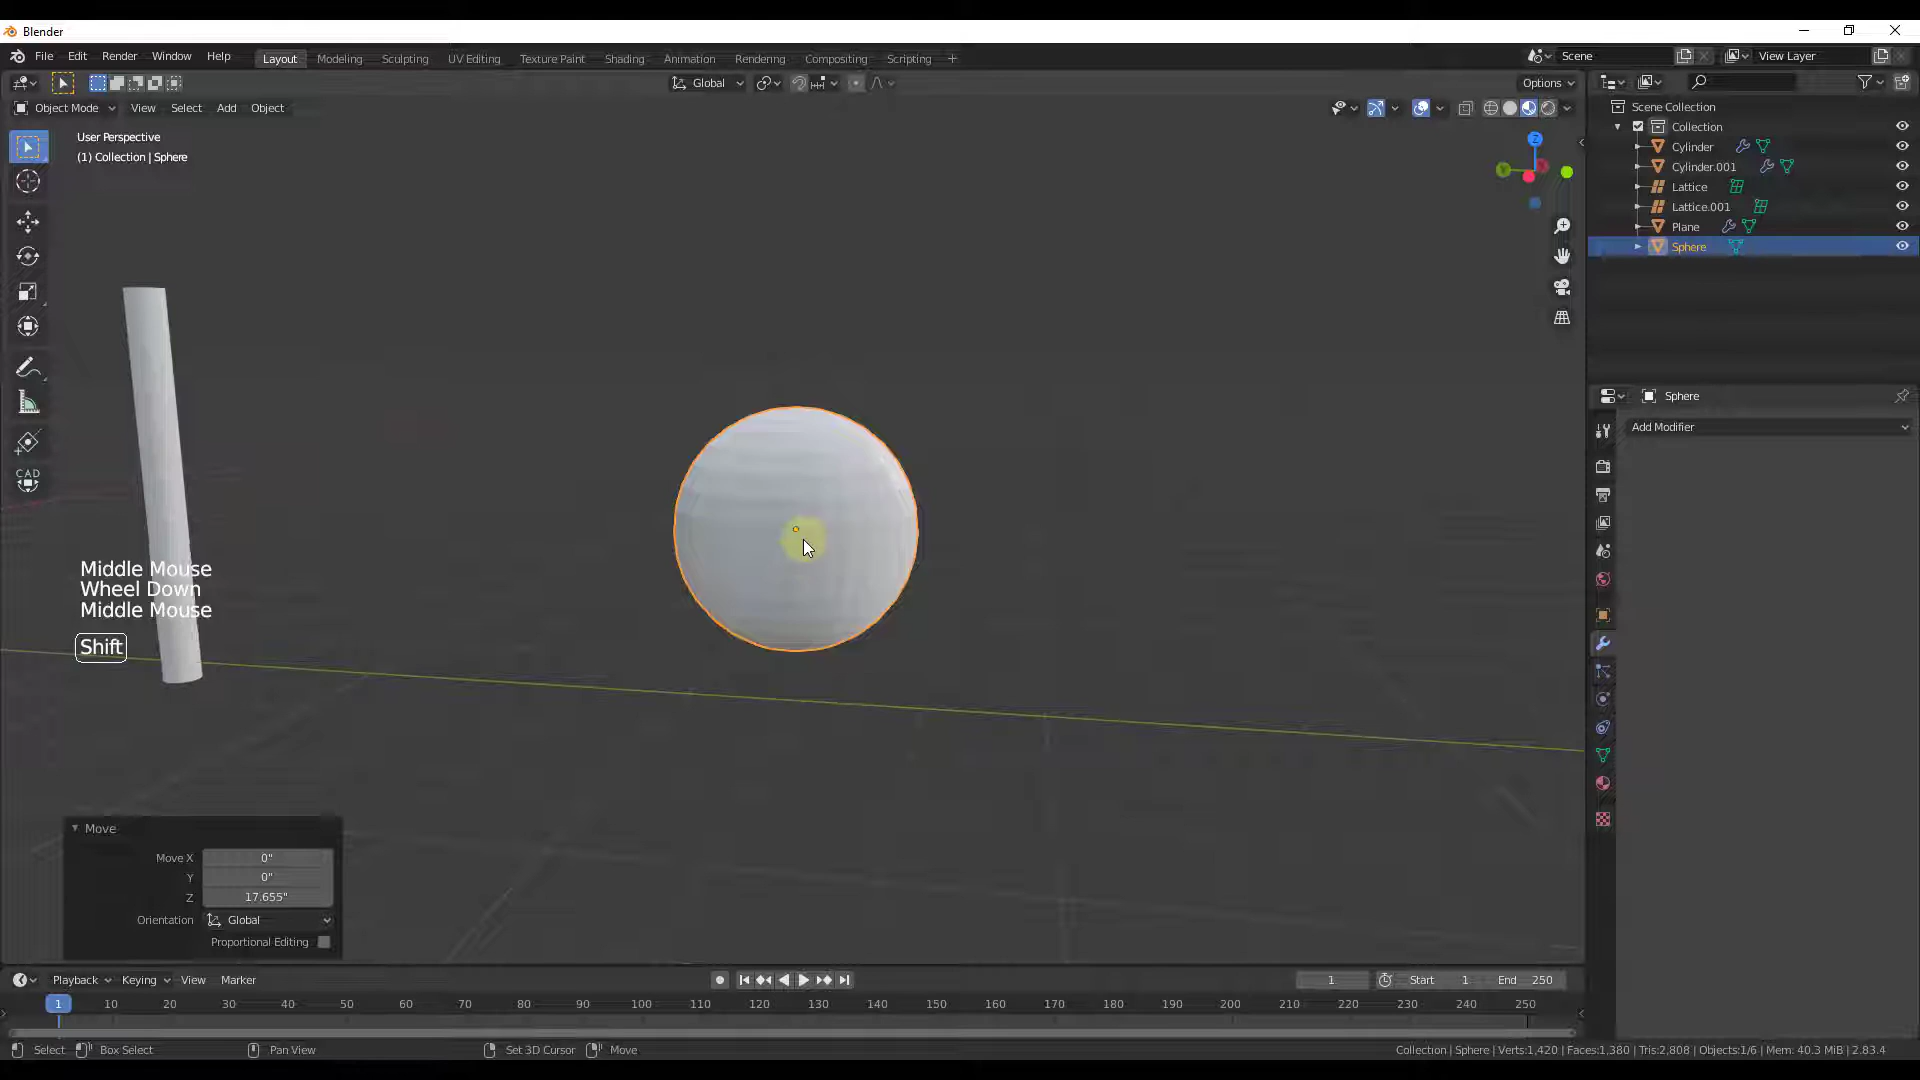 Blender
File Edit Render Window Help Layout Modeling Sculpting UV Editing Texture Paint Shading Animation Rendering Compositing Scripting + Scene View Layer
Global Options
Object Mode View Select Add Object
User Perspective
(1) Collection | Sphere
Z
Y
Scene Collection
Collection
Cylinder
Cylinder.001
Lattice
Lattice.001
Plane
Sphere
Sphere
Add Modifier
CAD
Middle Mouse
Wheel Down
Middle Mouse
Shift
Move
Move X 0"
Y 0"
Z 17.655"
Orientation Global
Proportional Editing
Playback Keying View Marker 1 Start 1 End 250
1 10 20 30 40 50 60 70 80 90 100 110 120 130 140 150 160 170 180 190 200 210 220 230 240 250
Select Box Select Pan View Set 3D Cursor Move Collection | Sphere | Verts:1,420 | Faces:1,380 | Tris:2,808 | Objects:1/6 | Mem: 40.3 MiB | 2.83.4